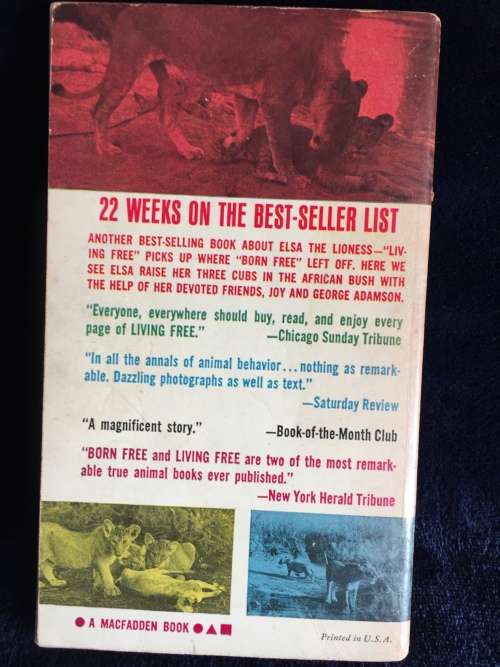 22 WEEKS ON THE BEST-SELLER LIST
ANOTHER BEST-SELLING BOOK ABOUT ELSA THE LIONESS—"LIV-
ING FREE" PICKS UP WHERE "BORN FREE" LEFT OFF. HERE WE
SEE ELSA RAISE HER THREE CUBS IN THE AFRICAN BUSH WITH
THE HELP OF HER DEVOTED FRIENDS, JOY AND GEORGE ADAMSON.
"Everyone, everywhere should buy, read, and enjoy every
page of LIVING FREE." —Chicago Sunday Tribune
"In all the annals of animal behavior...nothing as remark-
able. Dazzling photographs as well as text."
—Saturday Review
"A magnificent story." —Book-of-the-Month Club
"BORN FREE and LIVING FREE are two of the most remark-
able true animal books ever published."
—New York Herald Tribune
● A MACFADDEN BOOK ●▲■
Printed in U.S.A.